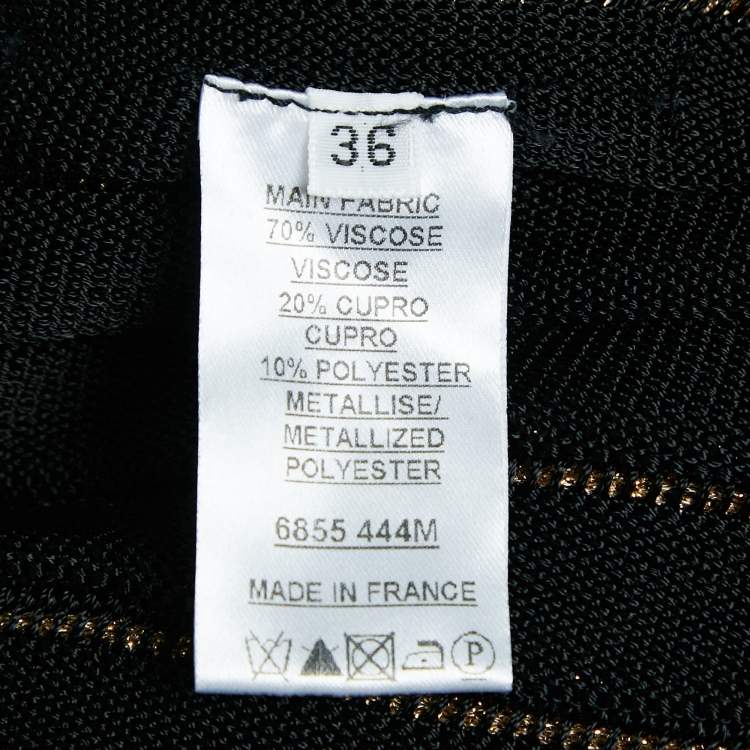 36
MAIN FABRIC
70% VISCOSE
VISCOSE
20% CUPRO
CUPRO
10% POLYESTER
METALLISE/
METALLIZED
POLYESTER
6855 444M
MADE IN FRANCE
P